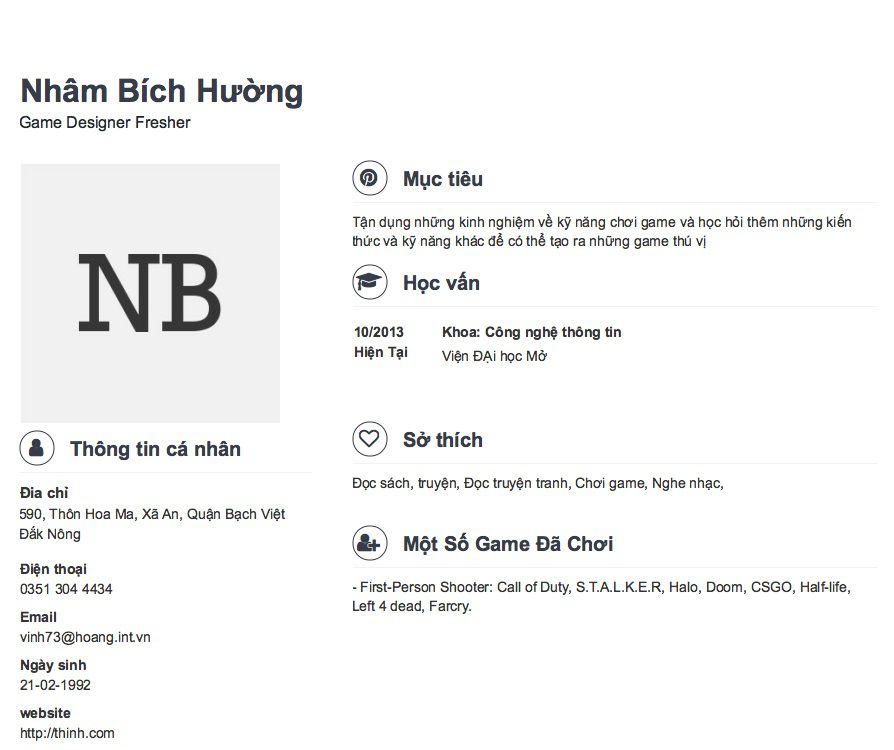 Nhâm Bích Hường
Game Designer Fresher
NB
Thông tin cá nhân
Đia chỉ
590, Thôn Hoa Ma, Xã An, Quận Bạch Việt
Đắk Nông
Điện thoại
0351 304 4434
Email
vinh73@hoang.int.vn
Ngày sinh
21-02-1992
website
http://thinh.com
Mục tiêu
Tận dụng những kinh nghiệm về kỹ năng chơi game và học hỏi thêm những kiến
thức và kỹ năng khác để có thể tạo ra những game thú vị
Học vấn
10/2013
Hiện Tại
Khoa: Công nghệ thông tin
Viện ĐẠi học Mở
Sở thích
Đọc sách, truyện, Đọc truyện tranh, Chơi game, Nghe nhạc,
Một Số Game Đã Chơi
- First-Person Shooter: Call of Duty, S.T.A.L.K.E.R, Halo, Doom, CSGO, Half-life,
Left 4 dead, Farcry.